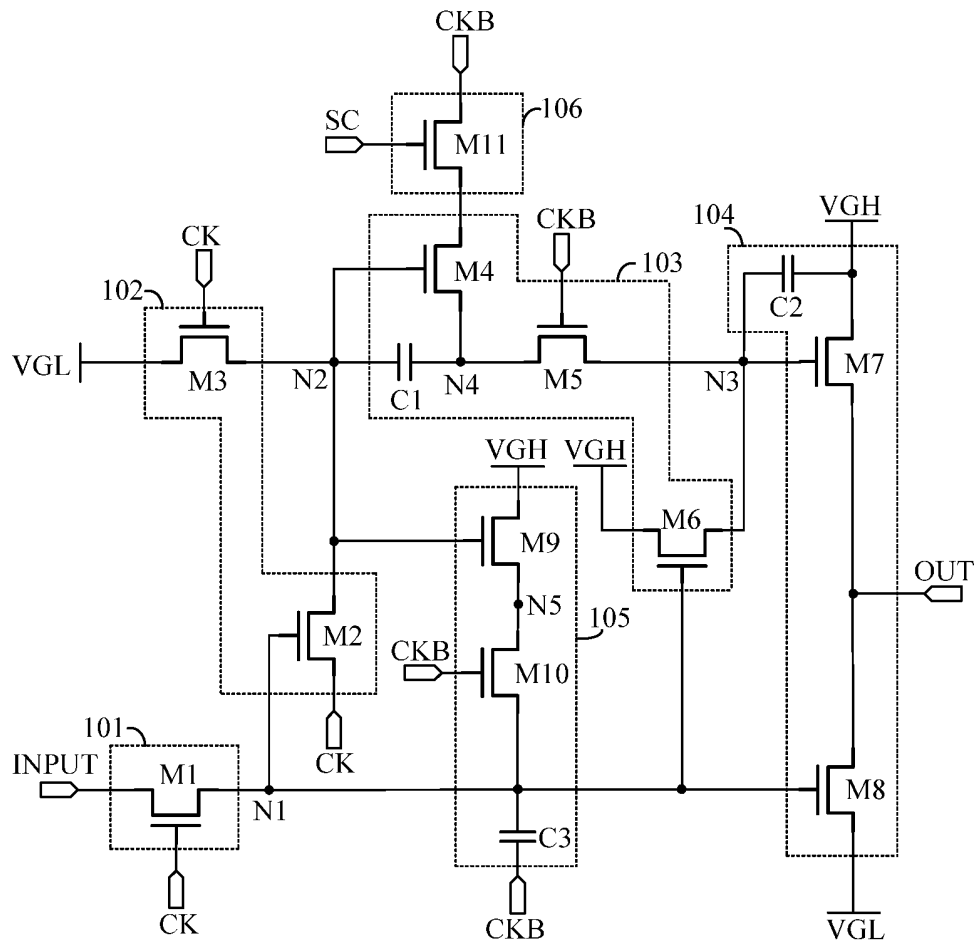 CKB
106
SC
M11
VGH
104
CK
CKB
M4
103
102
C2
VGL
M3
N2
C1
N4
M5
N3
M7
VGH
VGH
M6
M9
OUT
N5
105
M2
CKB
M10
101
CK
INPUT
M1
N1
M8
C3
CK
CKB
VGL